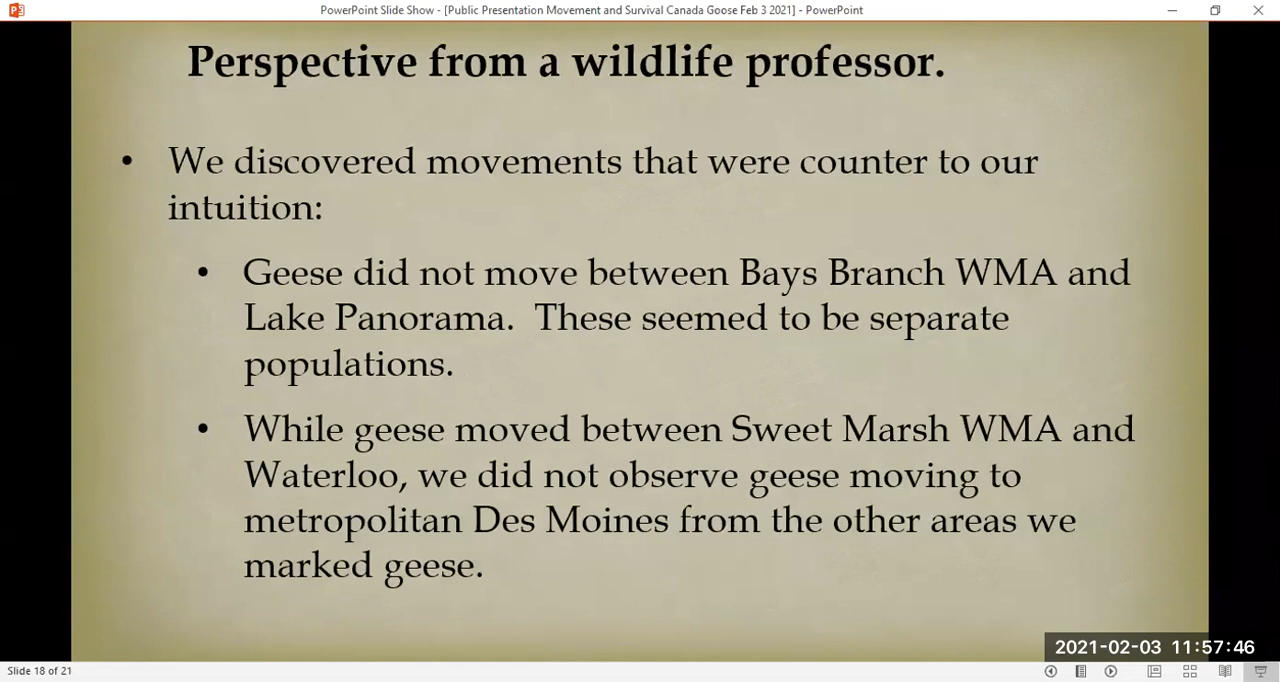 PowerPoint Slide Show - [Public Presentation Movement and Survival Canada Goose Feb 3 2021] - PowerPoint
Perspective from a wildlife professor.
• We discovered movements that were counter to our
intuition:
• Geese did not move between Bays Branch WMA and
Lake Panorama. These seemed to be separate
populations.
• While geese moved between Sweet Marsh WMA and
Waterloo, we did not observe geese moving to
metropolitan Des Moines from the other areas we
marked geese.
2021-02-03 11:57:46
Slide 18 of 21